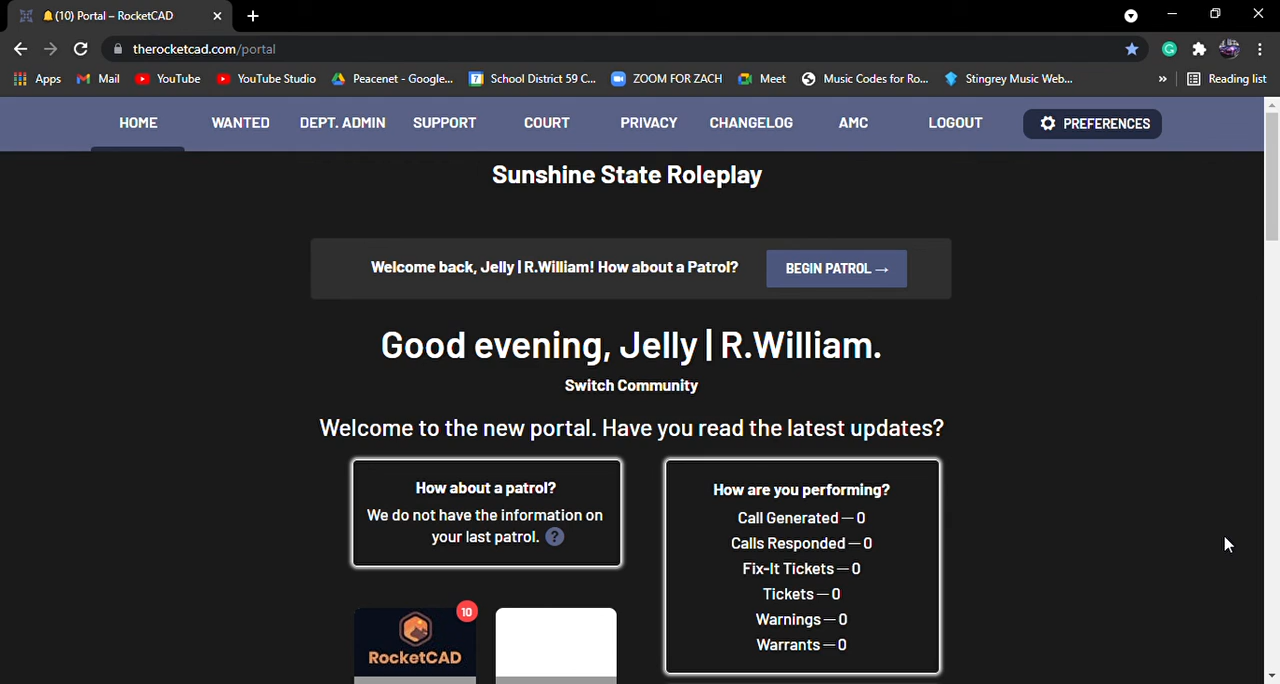 (10) Portal – RocketCAD
therocketcad.com/portal
Apps Mail YouTube YouTube Studio Peacenet - Google... School District 59 C... ZOOM FOR ZACH Meet Music Codes for Ro... Stingrey Music Web... » Reading list
HOME WANTED DEPT. ADMIN SUPPORT COURT PRIVACY CHANGELOG AMC LOGOUT PREFERENCES
Sunshine State Roleplay
Welcome back, Jelly | R.William! How about a Patrol? BEGIN PATROL →
Good evening, Jelly | R.William.
Switch Community
Welcome to the new portal. Have you read the latest updates?
How about a patrol?
We do not have the information on
your last patrol. ?
How are you performing?
Call Generated — 0
Calls Responded — 0
Fix-It Tickets — 0
Tickets — 0
Warnings — 0
Warrants — 0
10
RocketCAD